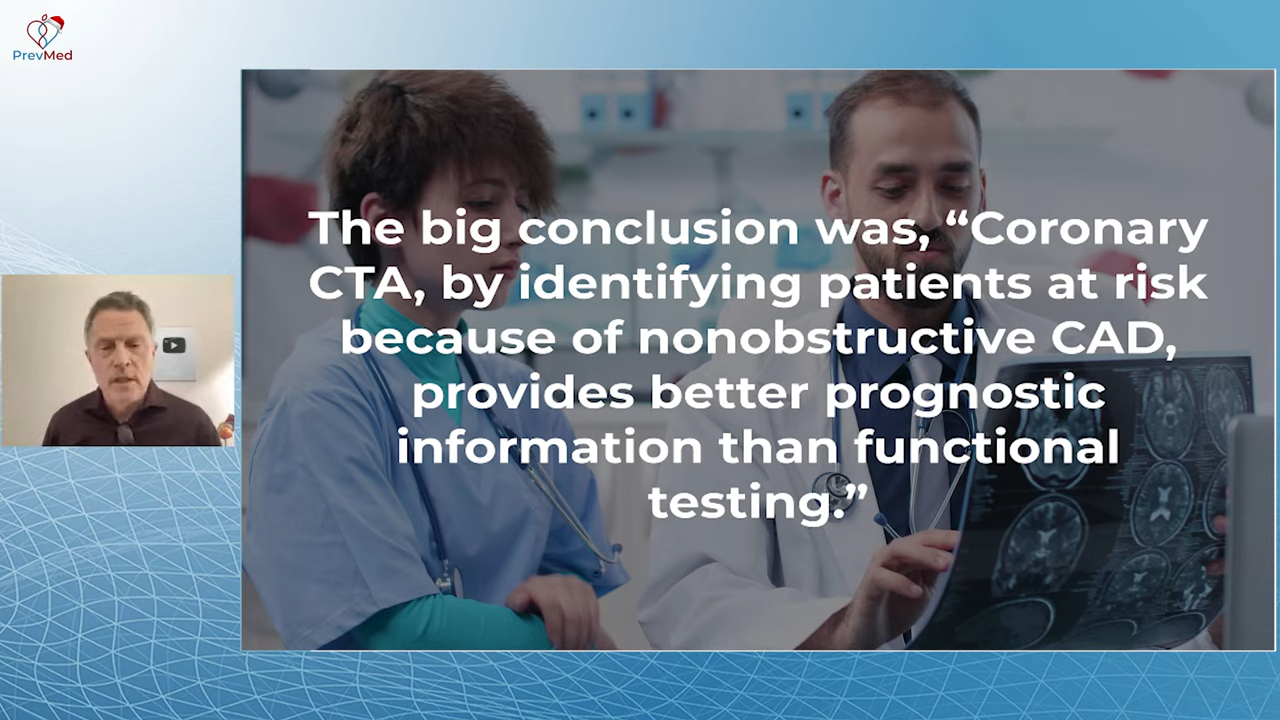 PrevMed
The big conclusion was, “Coronary
CTA, by identifying patients at risk
because of nonobstructive CAD,
provides better prognostic
information than functional
testing.”